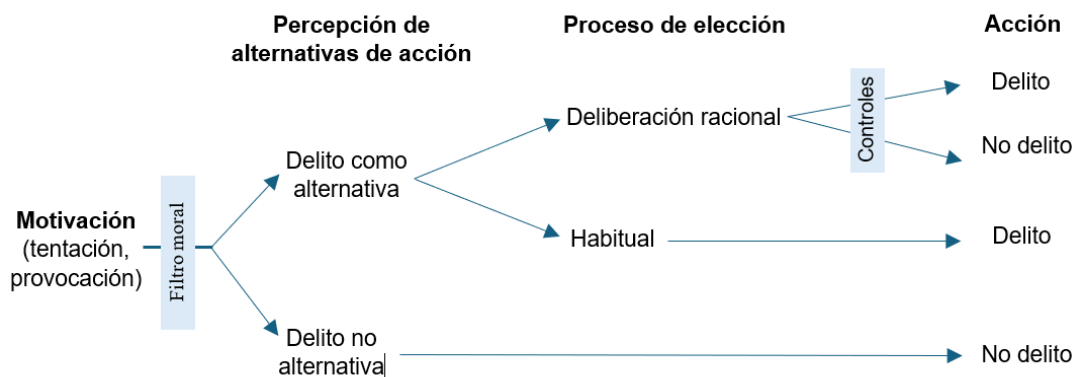 Percepción de
alternativas de acción
Proceso de elección
Acción
Motivación
(tentación,
provocación)
Filtro moral
Delito como
alternativa
Delito no
alternativa
Deliberación racional
Habitual
Controles
Delito
No delito
Delito
No delito